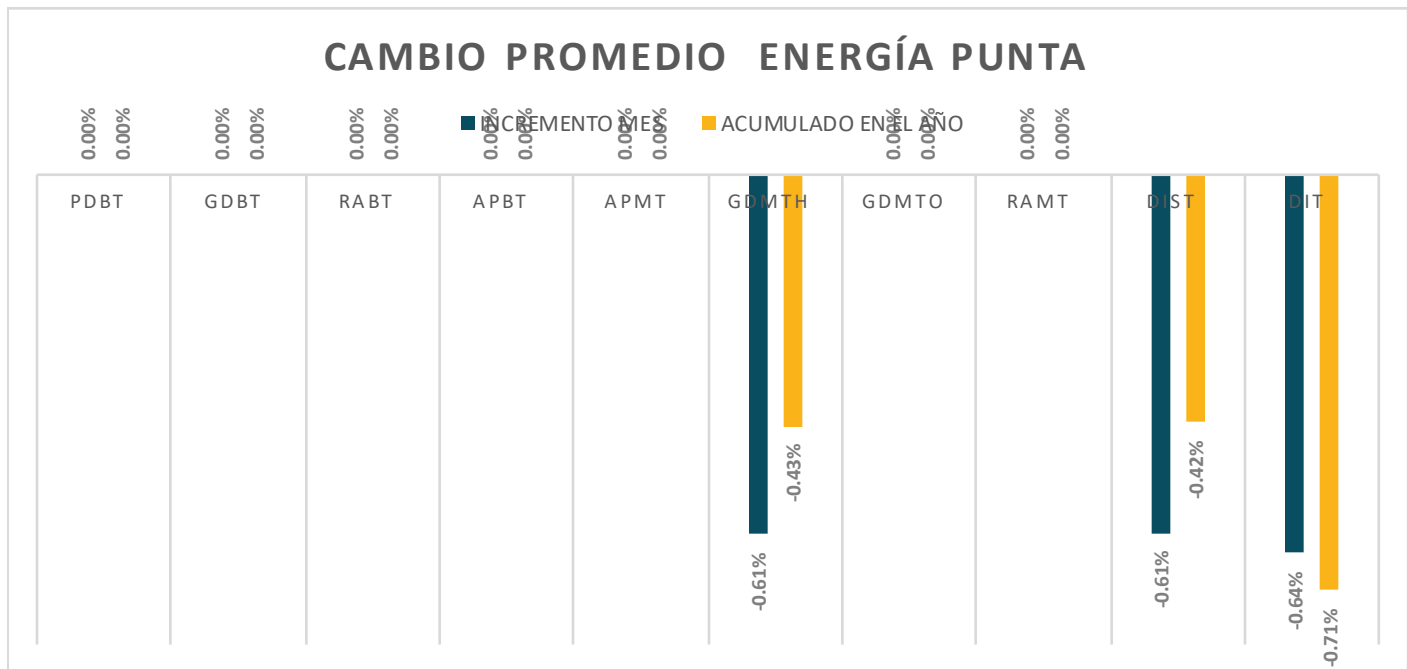 CAMBIO PROMEDIO ENERGÍA PUNTA
INCREMENTO MES ACUMULADO EN EL AÑO
0.00% 0.00% 0.00% 0.00% 0.00% 0.00% 0.00% 0.00% 0.00% 0.00% 0.00% 0.00% 0.00% 0.00%
PDBT GDBT RABT APBT APMT GDMTH GDMTO RAMT DIST DIT
-0.61% -0.43% -0.61% -0.42% -0.64% -0.71%